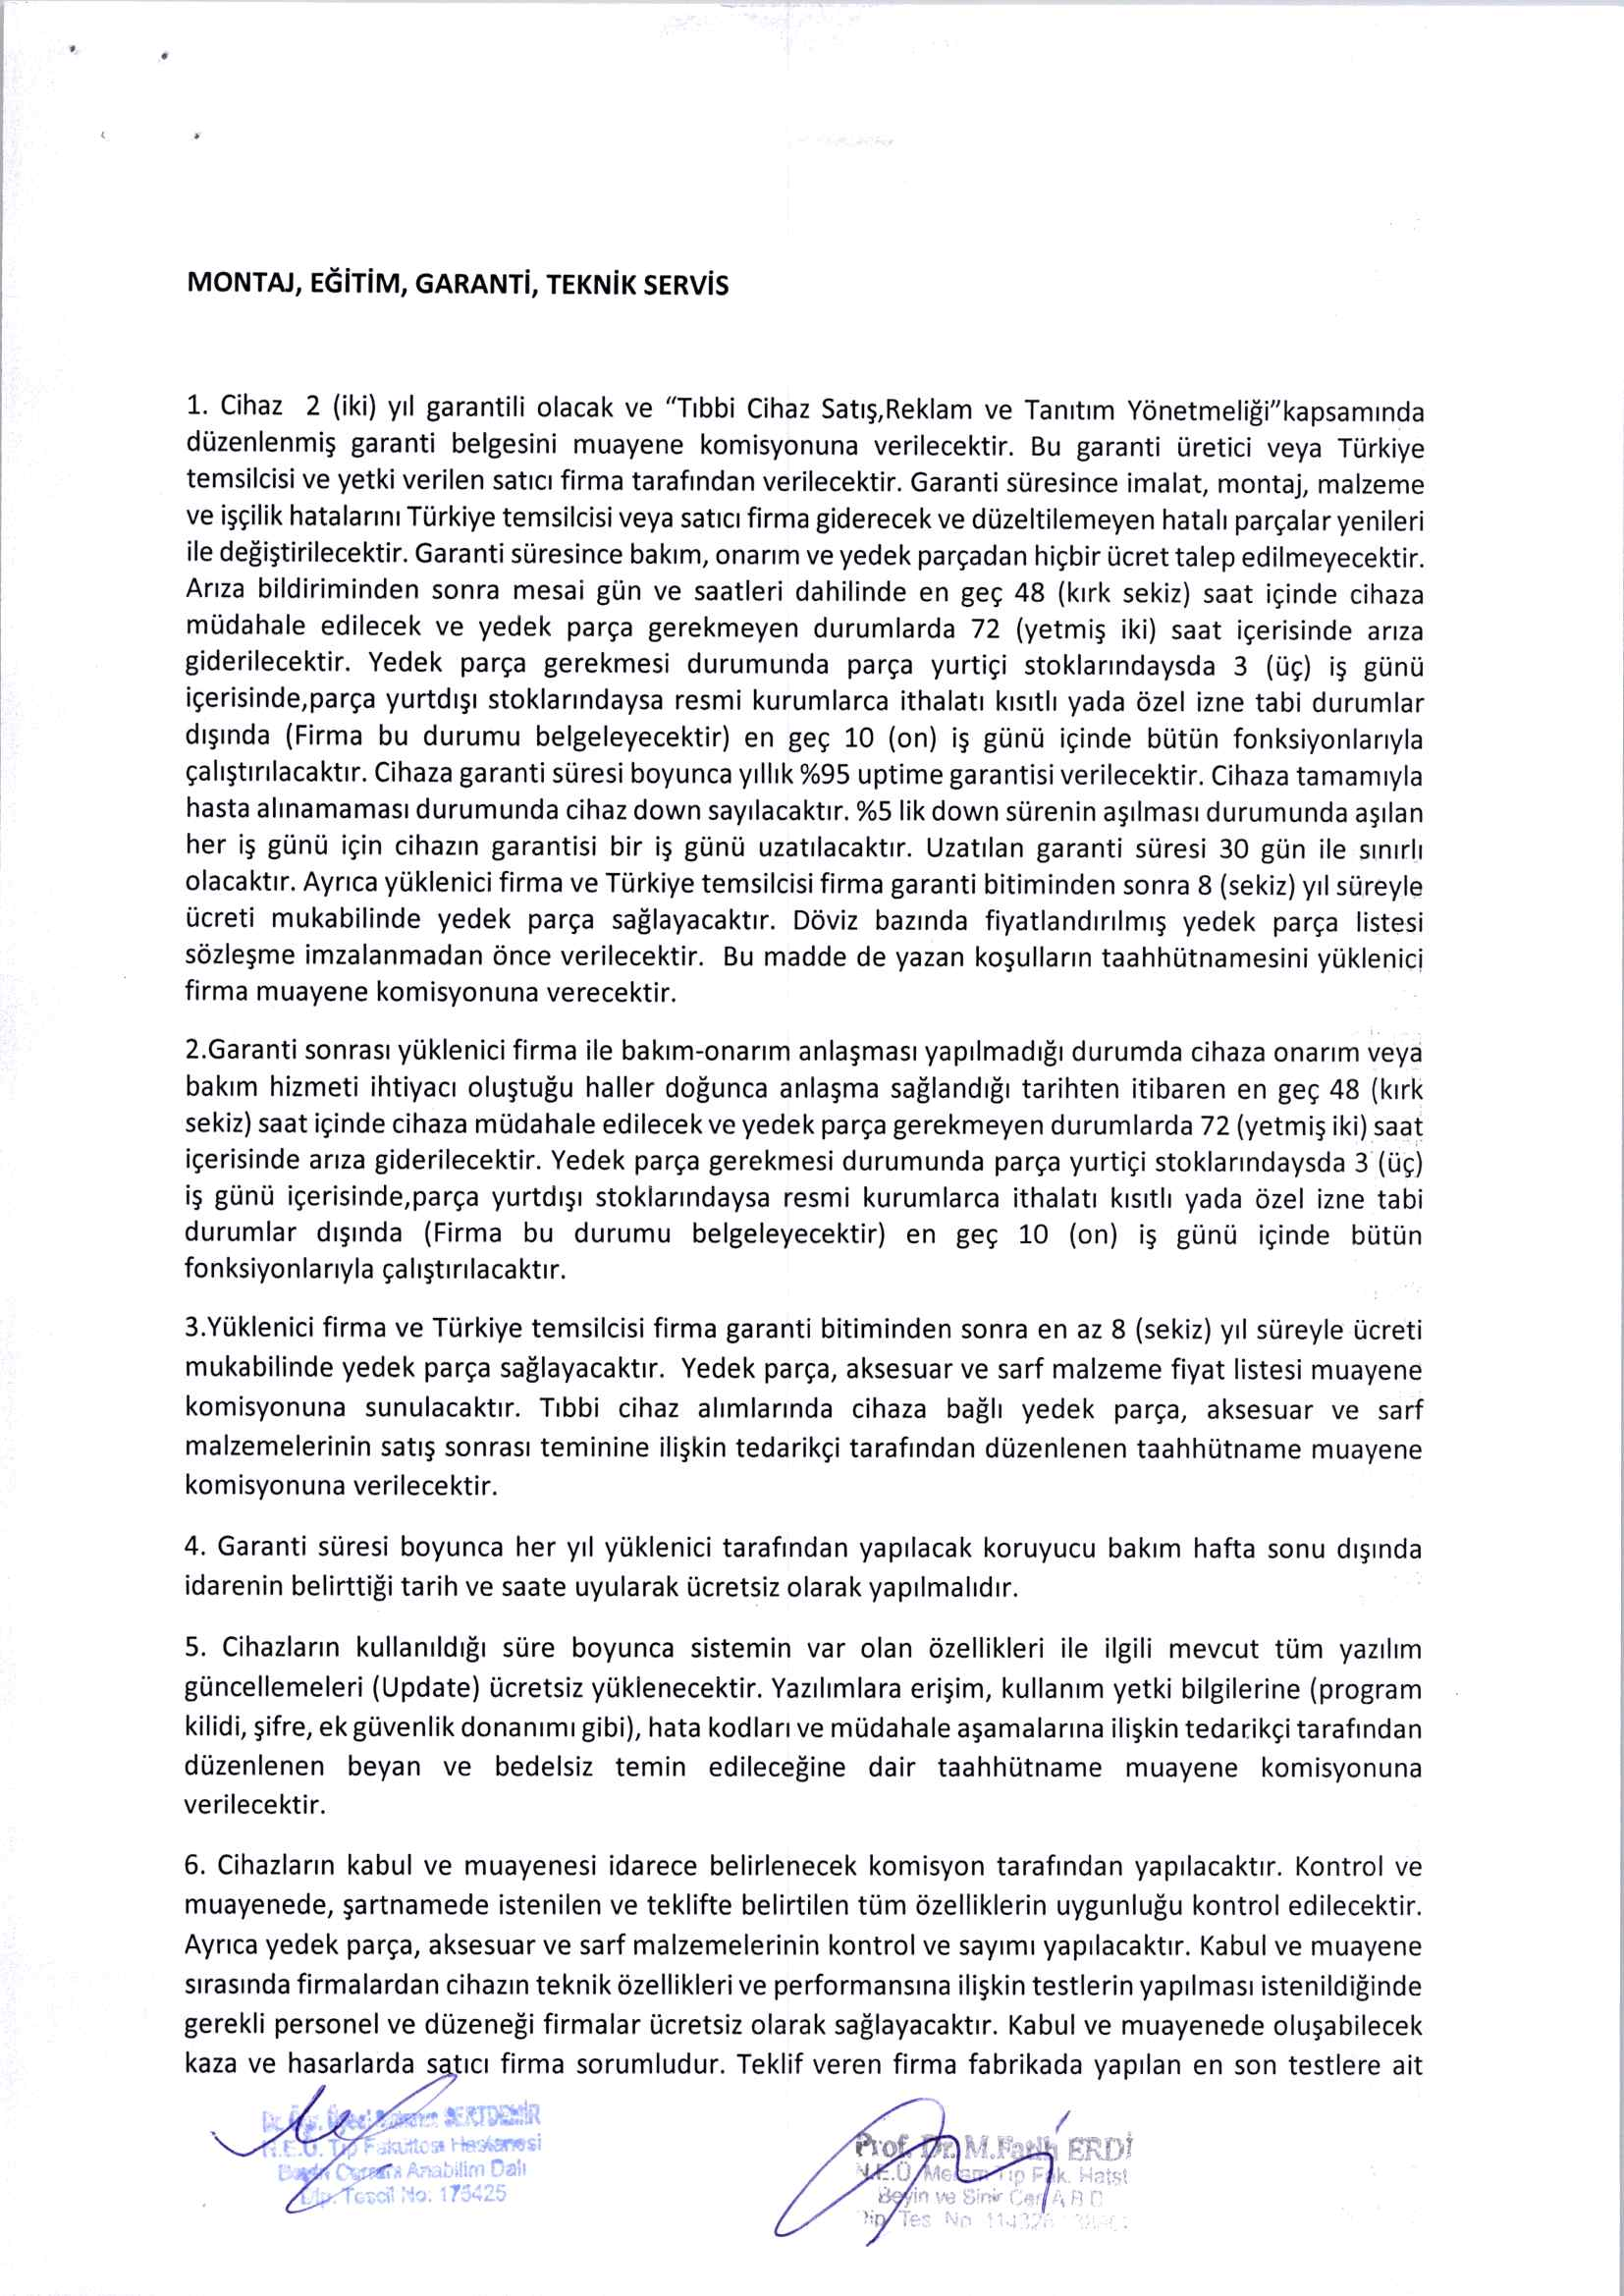 MONTAJ, EĞİTİM, GARANTİ, TEKNİK SERVİS
1. Cihaz 2 (iki) yıl garantili olacak ve “Tıbbi Cihaz Satış,Reklam ve Tanıtım Yönetmeliği”kapsamında
düzenlenmiş garanti belgesini muayene komisyonuna verilecektir. Bu garanti üretici veya Türkiye
temsilcisi ve yetki verilen satıcı firma tarafından verilecektir. Garanti süresince imalat, montaj, malzeme
ve işçilik hatalarını Türkiye temsilcisi veya satıcı firma giderecek ve düzeltilemeyen hatalı parçalar yenileri
ile değiştirilecektir. Garanti süresince bakım, onarım ve yedek parçadan hiçbir ücret talep edilmeyecektir.
Arıza bildiriminden sonra mesai gün ve saatleri dahilinde en geç 48 (kırk sekiz) saat içinde cihaza
müdahale edilecek ve yedek parça gerekmeyen durumlarda 72 (yetmiş iki) saat içerisinde arıza
giderilecektir. Yedek parça gerekmesi durumunda parça yurtiçi stoklarındaysda 3 (üç) iş günü
içerisinde,parça yurtdışı stoklarındaysa resmi kurumlarca ithalatı kısıtlı yada özel izne tabi durumlar
dışında (Firma bu durumu belgeleyecektir) en geç 10 (on) iş günü içinde bütün fonksiyonlarıyla
çalıştırılacaktır. Cihaza garanti süresi boyunca yıllık %95 uptime garantisi verilecektir. Cihaza tamamıyla
hasta alınamaması durumunda cihaz down sayılacaktır. %5 lik down sürenin aşılması durumunda aşılan
her iş günü için cihazın garantisi bir iş günü uzatılacaktır. Uzatılan garanti süresi 30 gün ile sınırlı
olacaktır. Ayrıca yüklenici firma ve Türkiye temsilcisi firma garanti bitiminden sonra 8 (sekiz) yıl süreyle
ücreti mukabilinde yedek parça sağlayacaktır. Döviz bazında fiyatlandırılmış yedek parça listesi
sözleşme imzalanmadan önce verilecektir. Bu madde de yazan koşulların taahhütnamesini yüklenici
firma muayene komisyonuna verecektir.
2.Garanti sonrası yüklenici firma ile bakım-onarım anlaşması yapılmadığı durumda cihaza onarım veya
bakım hizmeti ihtiyacı oluştuğu haller doğunca anlaşma sağlandığı tarihten itibaren en geç 48 (kırk
sekiz) saat içinde cihaza müdahale edilecek ve yedek parça gerekmeyen durumlarda 72 (yetmiş iki) saat
içerisinde arıza giderilecektir. Yedek parça gerekmesi durumunda parça yurtiçi stoklarındaysda 3 (üç)
iş günü içerisinde,parça yurtdışı stoklarındaysa resmi kurumlarca ithalatı kısıtlı yada özel izne tabi
durumlar dışında (Firma bu durumu belgeleyecektir) en geç 10 (on) iş günü içinde bütün
fonksiyonlarıyla çalıştırılacaktır.
3.Yüklenici firma ve Türkiye temsilcisi firma garanti bitiminden sonra en az 8 (sekiz) yıl süreyle ücreti
mukabilinde yedek parça sağlayacaktır. Yedek parça, aksesuar ve sarf malzeme fiyat listesi muayene
komisyonuna sunulacaktır. Tıbbi cihaz alımlarında cihaza bağlı yedek parça, aksesuar ve sarf
malzemelerinin satış sonrası teminine ilişkin tedarikçi tarafından düzenlenen taahhütname muayene
komisyonuna verilecektir.
4. Garanti süresi boyunca her yıl yüklenici tarafından yapılacak koruyucu bakım hafta sonu dışında
idarenin belirttiği tarih ve saate uyularak ücretsiz olarak yapılmalıdır.
5. Cihazların kullanıldığı süre boyunca sistemin var olan özellikleri ile ilgili mevcut tüm yazılım
güncellemeleri (Update) ücretsiz yüklenecektir. Yazılımlara erişim, kullanım yetki bilgilerine (program
kilidi, şifre, ek güvenlik donanımı gibi), hata kodları ve müdahale aşamalarına ilişkin tedarikçi tarafından
düzenlenen beyan ve bedelsiz temin edileceğine dair taahhütname muayene komisyonuna
verilecektir.
6. Cihazların kabul ve muayenesi idarece belirlenecek komisyon tarafından yapılacaktır. Kontrol ve
muayenede, şartnamede istenilen ve teklifte belirtilen tüm özelliklerin uygunluğu kontrol edilecektir.
Ayrıca yedek parça, aksesuar ve sarf malzemelerinin kontrol ve sayımı yapılacaktır. Kabul ve muayene
sırasında firmalardan cihazın teknik özellikleri ve performansına ilişkin testlerin yapılması istenildiğinde
gerekli personel ve düzeneği firmalar ücretsiz olarak sağlayacaktır. Kabul ve muayenede oluşabilecek
kaza ve hasarlarda satıcı firma sorumludur. Teklif veren firma fabrikada yapılan en son testlere ait
SERTDEMİR
N.E.Ü. Tıp Fakültesi Hastanesi
Anabilim Dalı
Dip. Tescil No: 175425
Prof. Dr. M.Fatih ERDİ
N.E.Ü Meram Tıp Fak. Hatst
Beyin ve Sinir Cer A B D
Dip Tes No